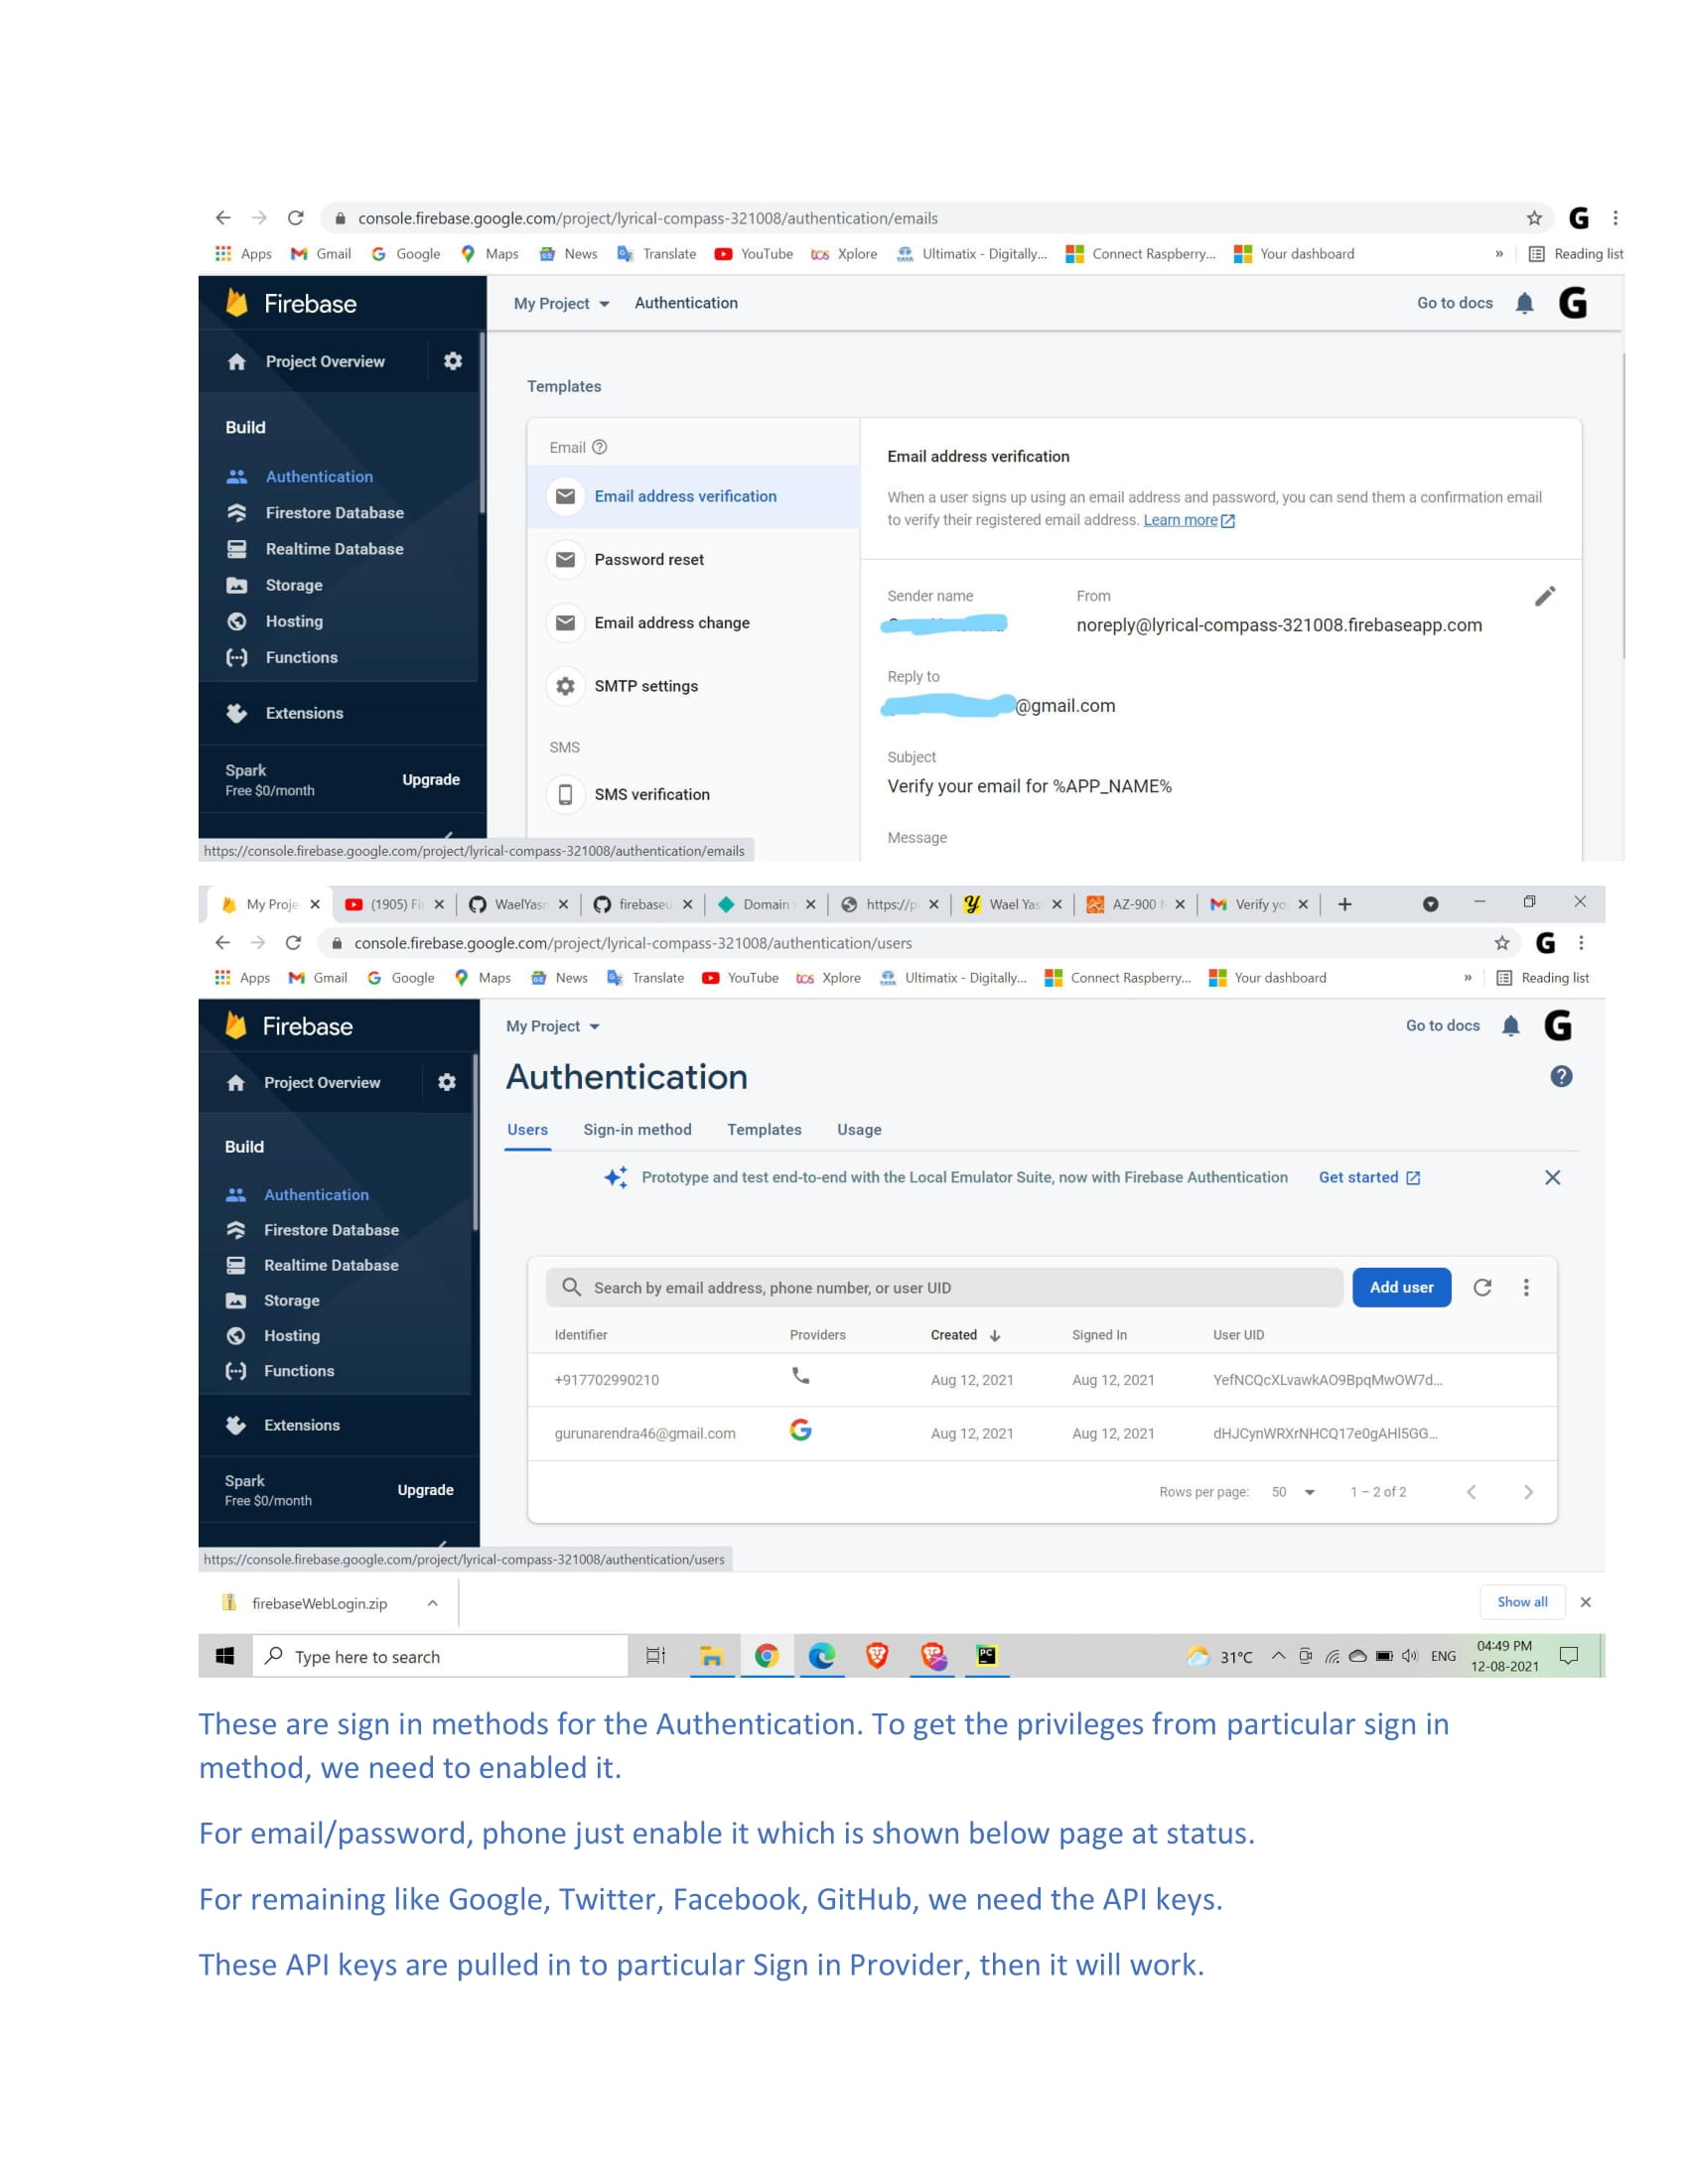 console.firebase.google.com/project/lyrical-compass-321008/authentication/emails
Apps Gmail Google Maps News Translate YouTube tcs Xplore Ultimatix - Digitally... Connect Raspberry... Your dashboard » Reading list
Firebase
My Project Authentication Go to docs
Project Overview
Templates
Build
Authentication
Firestore Database
Realtime Database
Storage
Hosting
Functions
Extensions
Spark
Free $0/month
Upgrade
Email
Email address verification
Password reset
Email address change
SMTP settings
SMS
SMS verification
Email address verification
When a user signs up using an email address and password, you can send them a confirmation email
to verify their registered email address. Learn more
Sender name From
noreply@lyrical-compass-321008.firebaseapp.com
Reply to
@gmail.com
Subject
Verify your email for %APP_NAME%
Message
https://console.firebase.google.com/project/lyrical-compass-321008/authentication/emails
My Proje (1905) Fi WaelYasn firebaseu Domain https://p Wael Yas AZ-900 Verify yo
console.firebase.google.com/project/lyrical-compass-321008/authentication/users
Apps Gmail Google Maps News Translate YouTube tcs Xplore Ultimatix - Digitally... Connect Raspberry... Your dashboard » Reading list
Firebase
My Project Go to docs
Project Overview
Build
Authentication
Firestore Database
Realtime Database
Storage
Hosting
Functions
Extensions
Spark
Free $0/month
Upgrade
Authentication
Users Sign-in method Templates Usage
Prototype and test end-to-end with the Local Emulator Suite, now with Firebase Authentication Get started
Search by email address, phone number, or user UID Add user
Identifier Providers Created Signed In User UID
+917702990210 Aug 12, 2021 Aug 12, 2021 YefNCQcXLvawkAO9BpqMwOW7d...
gurunarendra46@gmail.com Aug 12, 2021 Aug 12, 2021 dHJCynWRXrNHCQ17e0gAHl5GG...
Rows per page: 50 1 – 2 of 2
https://console.firebase.google.com/project/lyrical-compass-321008/authentication/users
firebaseWebLogin.zip Show all
Type here to search 31°C ENG 04:49 PM
12-08-2021
These are sign in methods for the Authentication. To get the privileges from particular sign in
method, we need to enabled it.
For email/password, phone just enable it which is shown below page at status.
For remaining like Google, Twitter, Facebook, GitHub, we need the API keys.
These API keys are pulled in to particular Sign in Provider, then it will work.